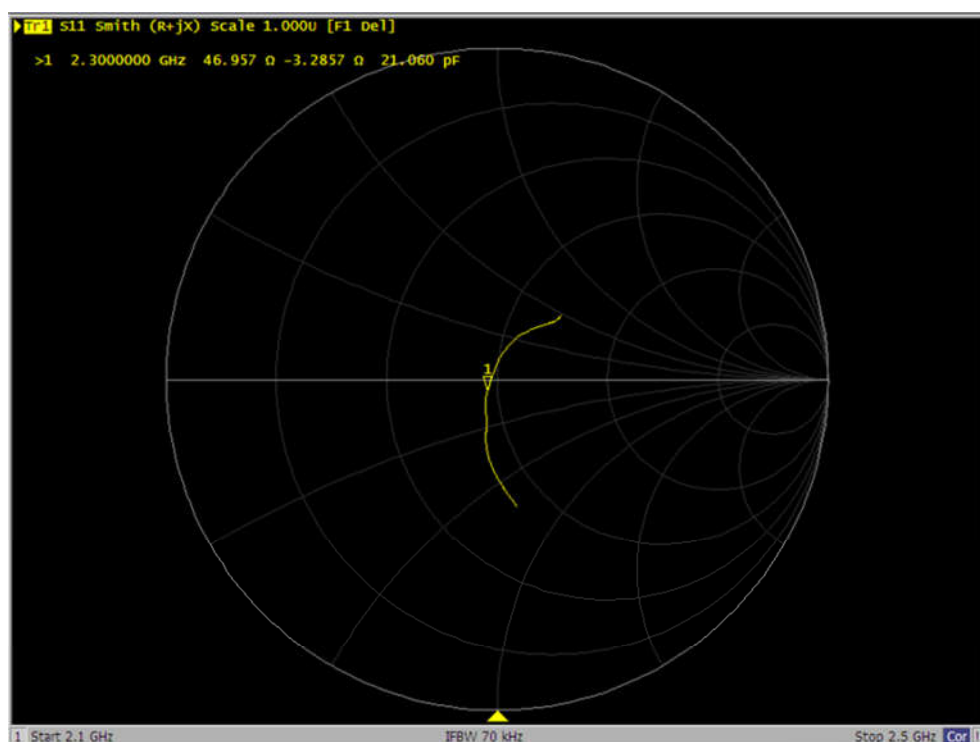 Tr1 S11 Smith (R+jX) Scale 1.000U [F1 Del]
>1 2.3000000 GHz 46.957 Ω -3.2857 Ω 21.060 pF
1
1 Start 2.1 GHz IFBW 70 kHz Stop 2.5 GHz Cor